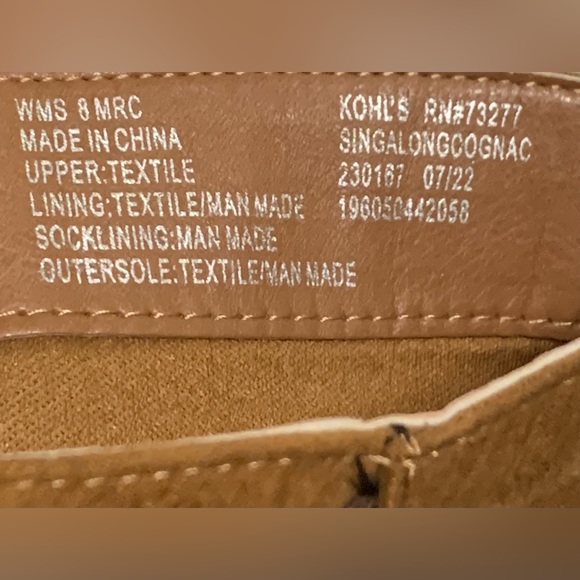 WMS 8 MRC
MADE IN CHINA
UPPER:TEXTILE
LINING:TEXTILE/MAN MADE
SOCKLINING:MAN MADE
OUTERSOLE:TEXTILE/MAN MADE
KOHL'S RN#73277
SINGALONGCOGNAC
230167 07/22
196050442058